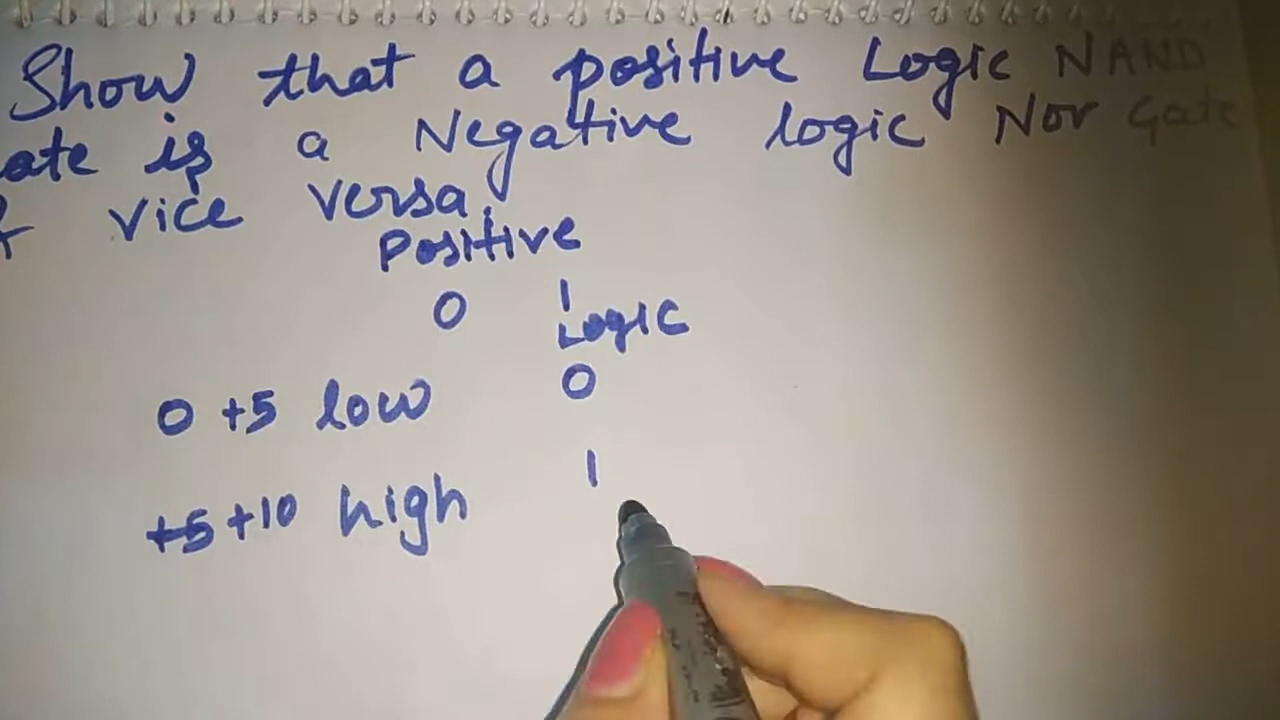 Show that a positive Logic NAND
ate is a Negative logic Nor Gate
vice versa.
Positive
0 1
Logic
0 +5 low 0
+5 +10 high 1